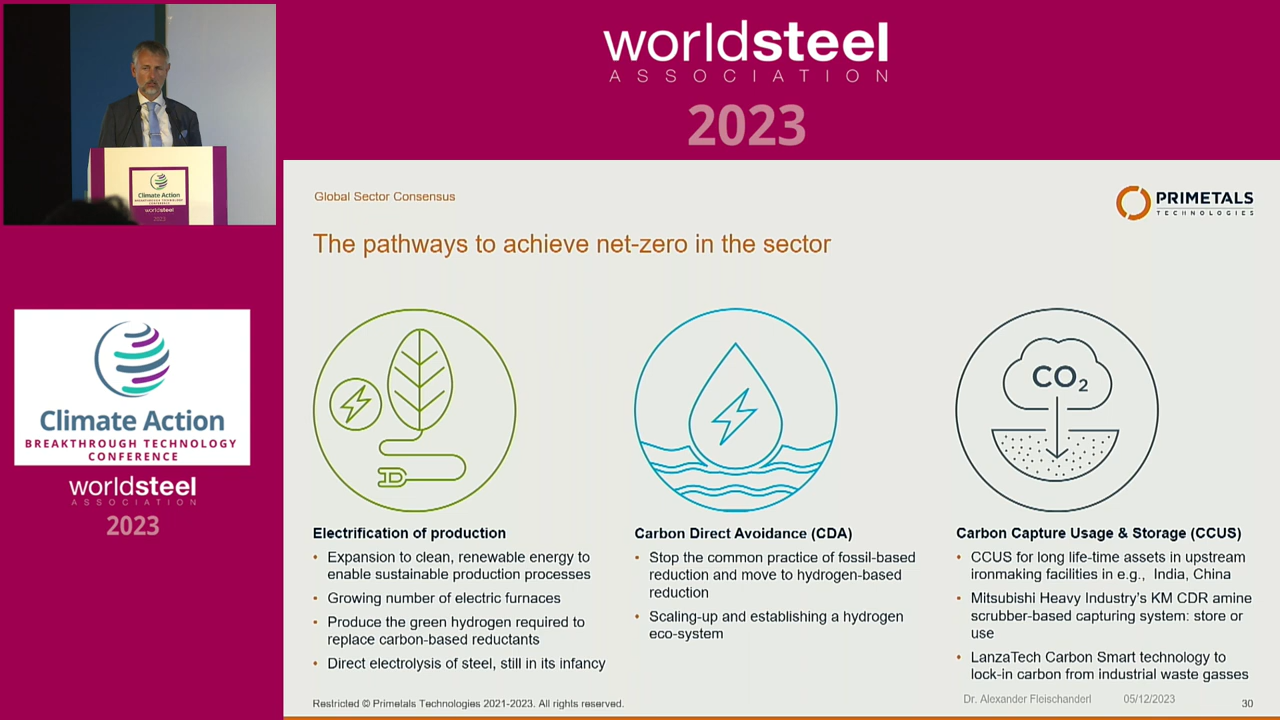 worldsteel
ASSOCIATION
2023
Climate Action
BREAKTHROUGH TECHNOLOGY
CONFERENCE
worldsteel
Climate Action
BREAKTHROUGH TECHNOLOGY
CONFERENCE
worldsteel
ASSOCIATION
2023
Global Sector Consensus
PRIMETALS
TECHNOLOGIES
The pathways to achieve net-zero in the sector
CO2
Electrification of production
• Expansion to clean, renewable energy to
enable sustainable production processes
• Growing number of electric furnaces
• Produce the green hydrogen required to
replace carbon-based reductants
• Direct electrolysis of steel, still in its infancy
Carbon Direct Avoidance (CDA)
• Stop the common practice of fossil-based
reduction and move to hydrogen-based
reduction
• Scaling-up and establishing a hydrogen
eco-system
Carbon Capture Usage & Storage (CCUS)
• CCUS for long life-time assets in upstream
ironmaking facilities in e.g., India, China
• Mitsubishi Heavy Industry's KM CDR amine
scrubber-based capturing system: store or
use
• LanzaTech Carbon Smart technology to
lock-in carbon from industrial waste gasses
Restricted © Primetals Technologies 2021-2023. All rights reserved.
Dr. Alexander Fleischanderl 05/12/2023
30